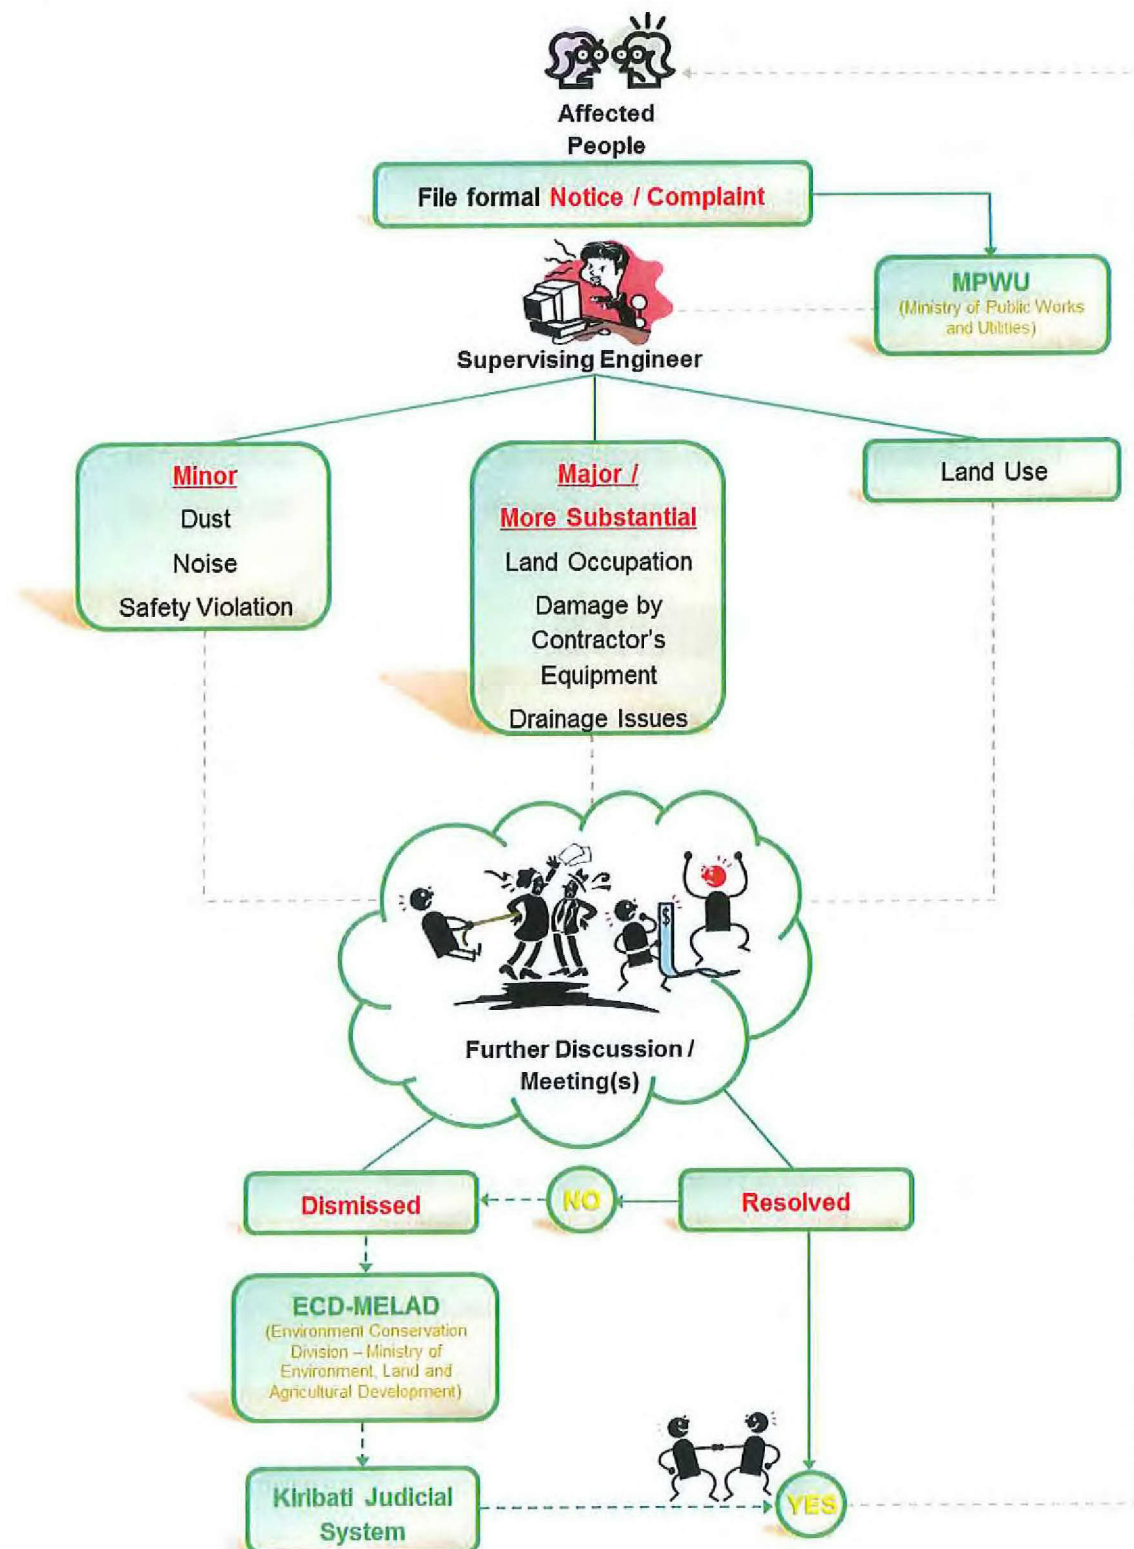 Affected
People
File formal Notice / Complaint
MPWU
(Ministry of Public Works
and Utilities)
Supervising Engineer
Minor
Dust
Noise
Safety Violation
Major /
More Substantial
Land Occupation
Damage by
Contractor's
Equipment
Drainage Issues
Land Use
$
Further Discussion /
Meeting(s)
Dismissed
NO
Resolved
ECD-MELAD
(Environment Conservation
Division – Ministry of
Environment, Land and
Agricultural Development)
Kiribati Judicial
System
YES